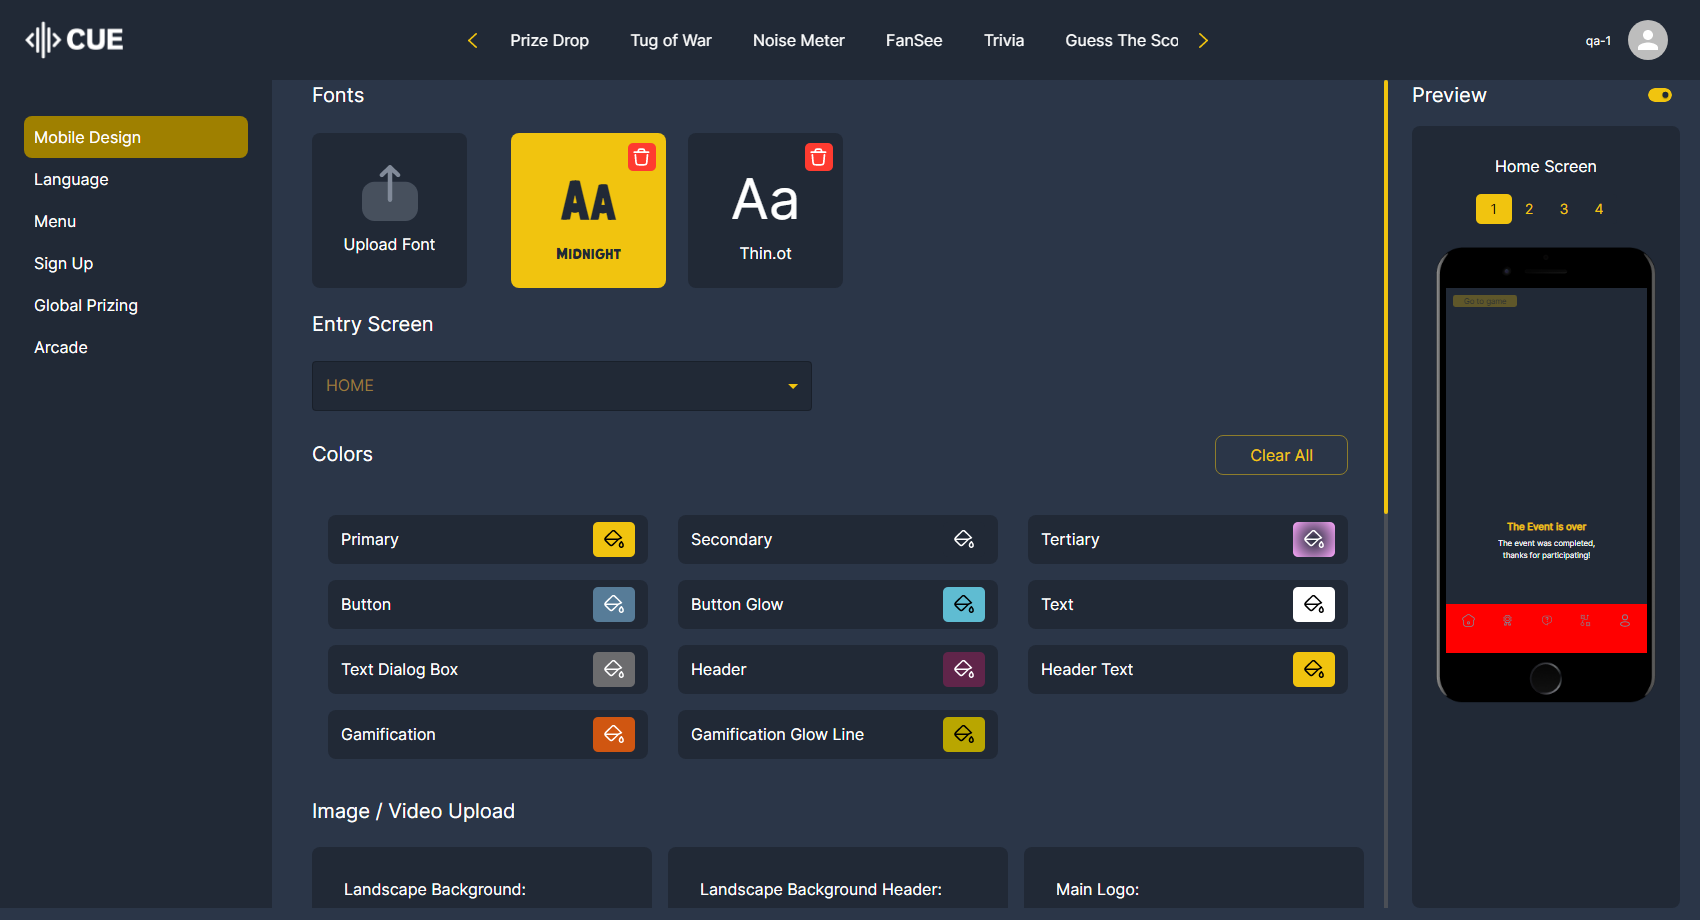 CUE
Prize Drop
Tug of War
Noise Meter
FanSee
Trivia
Guess The Sco
qa-1
Mobile Design
Language
Menu
Sign Up
Global Prizing
Arcade
Fonts
Upload Font
AA
MIDNIGHT
Aa
Thin.ot
Entry Screen
HOME
Colors
Clear All
Primary
Secondary
Tertiary
Button
Button Glow
Text
Text Dialog Box
Header
Header Text
Gamification
Gamification Glow Line
Image / Video Upload
Landscape Background:
Landscape Background Header:
Main Logo:
Preview
Home Screen
1 2 3 4
Go to game
The Event is over
The event was completed,
thanks for participating!